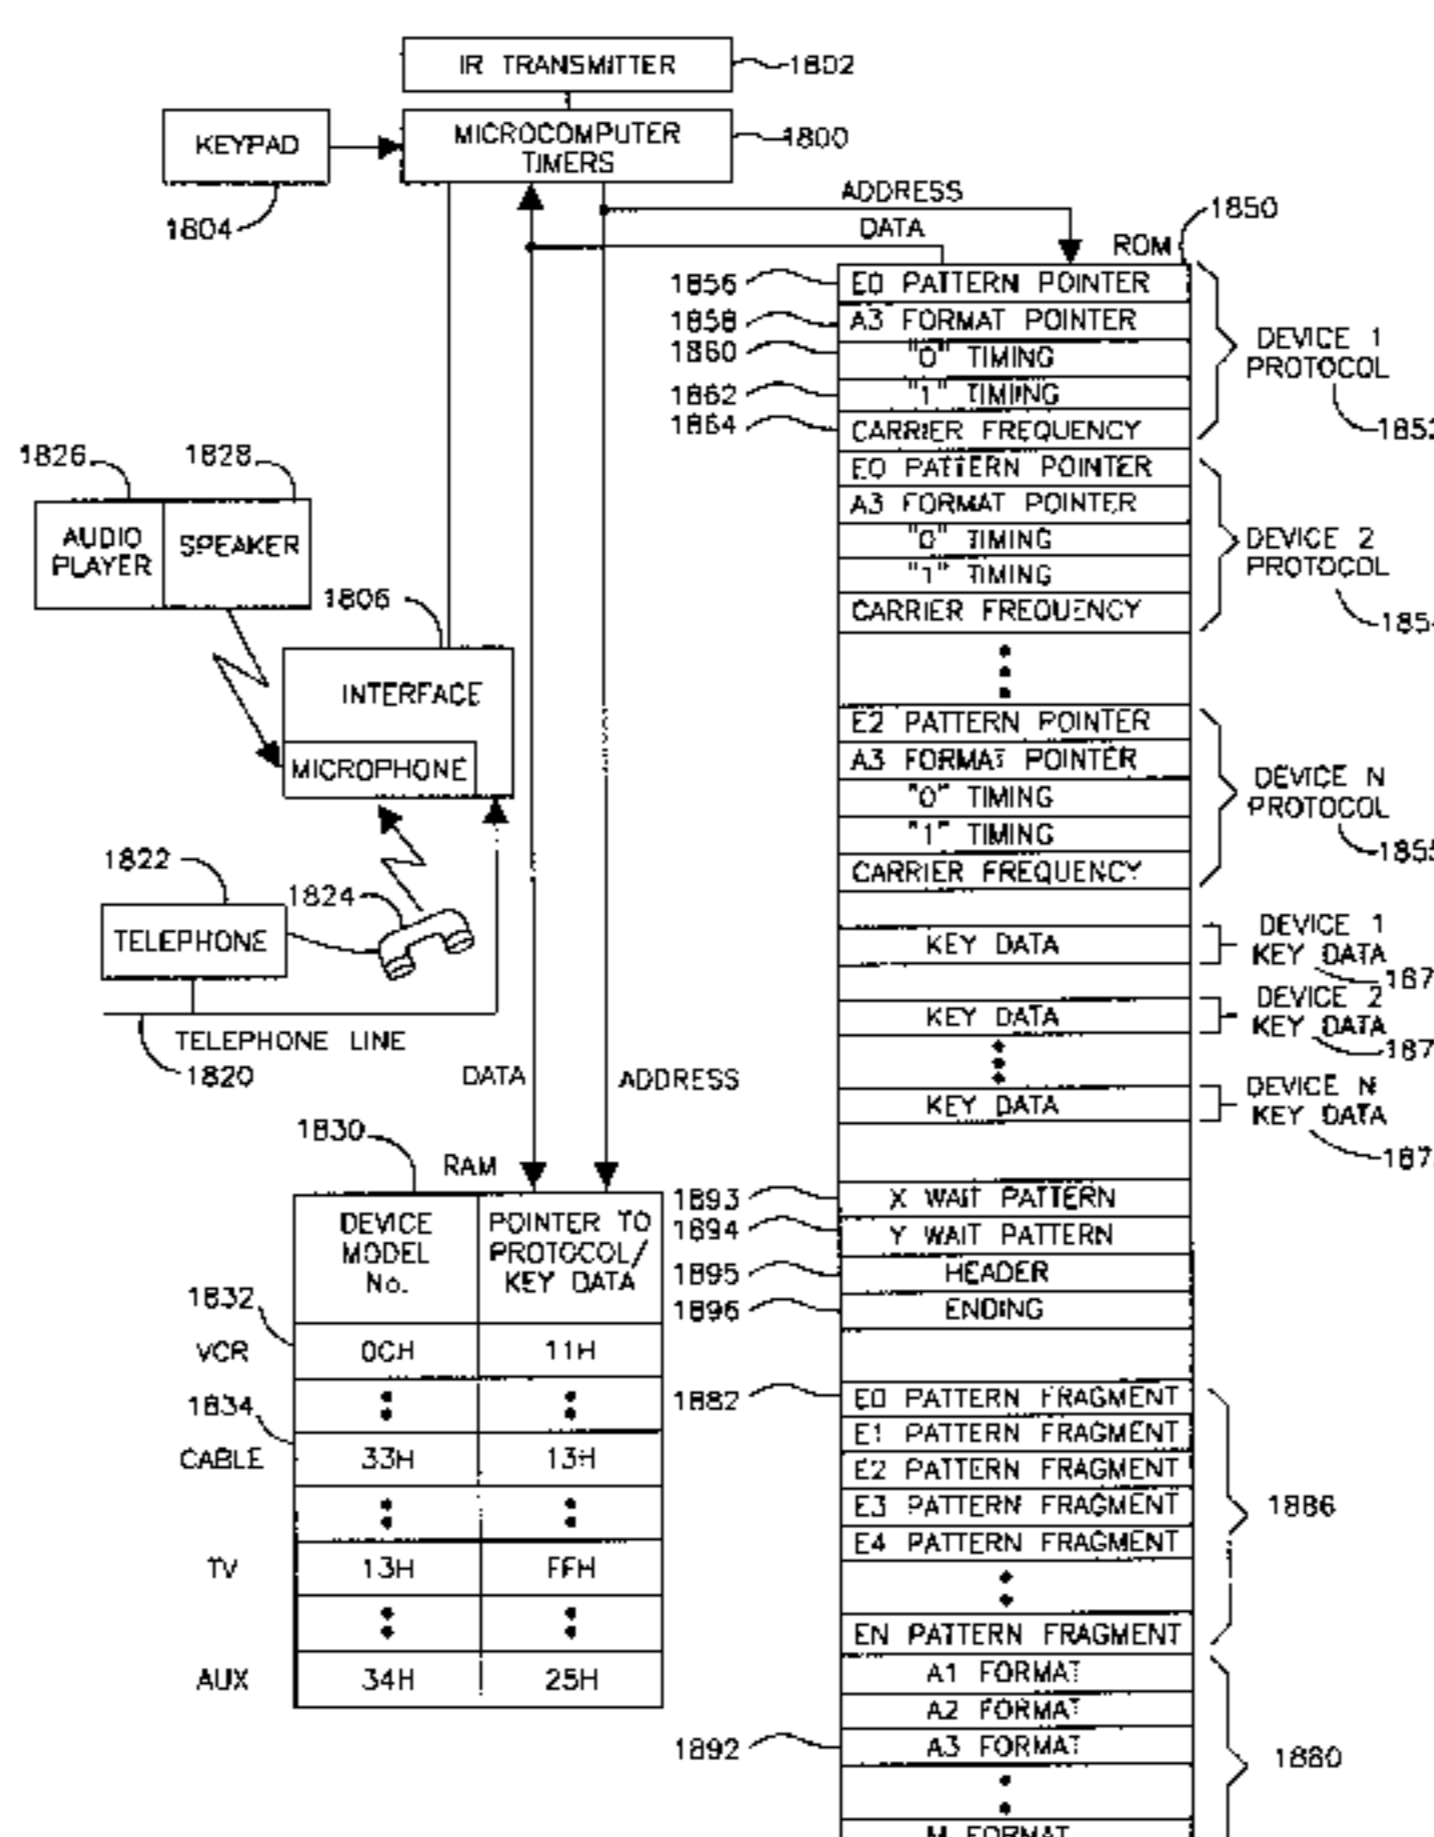 IR TRANSMITTER
1802
KEYPAD
1804
MICROCOMPUTER
TIMERS
1800
ADDRESS
DATA
ROM
1850
1856
E0 PATTERN POINTER
1858
A3 FORMAT POINTER
1860
"0" TIMING
1862
"1" TIMING
1864
CARRIER FREQUENCY
DEVICE 1
PROTOCOL
E0 PATTERN POINTER
A3 FORMAT POINTER
"0" TIMING
"1" TIMING
CARRIER FREQUENCY
DEVICE 2
PROTOCOL
E2 PATTERN POINTER
A3 FORMAT POINTER
"0" TIMING
"1" TIMING
CARRIER FREQUENCY
DEVICE N
PROTOCOL
KEY DATA
DEVICE 1
KEY DATA
KEY DATA
DEVICE 2
KEY DATA
KEY DATA
DEVICE N
KEY DATA
1826
1828
AUDIO
PLAYER
SPEAKER
1806
INTERFACE
MICROPHONE
1822
TELEPHONE
1824
TELEPHONE LINE
1820
DATA
ADDRESS
1830
RAM
DEVICE
MODEL
No.
POINTER TO
PROTOCOL/
KEY DATA
1832
VCR
0CH
11H
1834
CABLE
33H
13H
TV
13H
FFH
AUX
34H
25H
1893
X WAIT PATTERN
1894
Y WAIT PATTERN
1895
HEADER
1896
ENDING
1882
E0 PATTERN FRAGMENT
E1 PATTERN FRAGMENT
E2 PATTERN FRAGMENT
E3 PATTERN FRAGMENT
E4 PATTERN FRAGMENT
EN PATTERN FRAGMENT
1886
A1 FORMAT
A2 FORMAT
1892
A3 FORMAT
1880
FORMAT